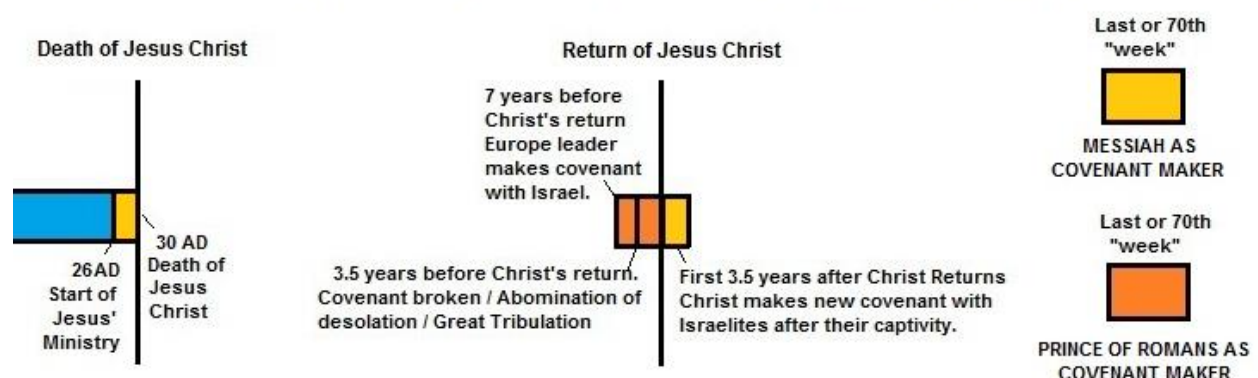 Death of Jesus Christ
26AD
Start of
Jesus'
Ministry
30 AD
Death of
Jesus
Christ
Return of Jesus Christ
7 years before
Christ's return
Europe leader
makes covenant
with Israel.
3.5 years before Christ's return.
Covenant broken / Abomination of
desolation / Great Tribulation
First 3.5 years after Christ Returns
Christ makes new covenant with
Israelites after their captivity.
Last or 70th
"week"
MESSIAH AS
COVENANT MAKER
Last or 70th
"week"
PRINCE OF ROMANS AS
COVENANT MAKER